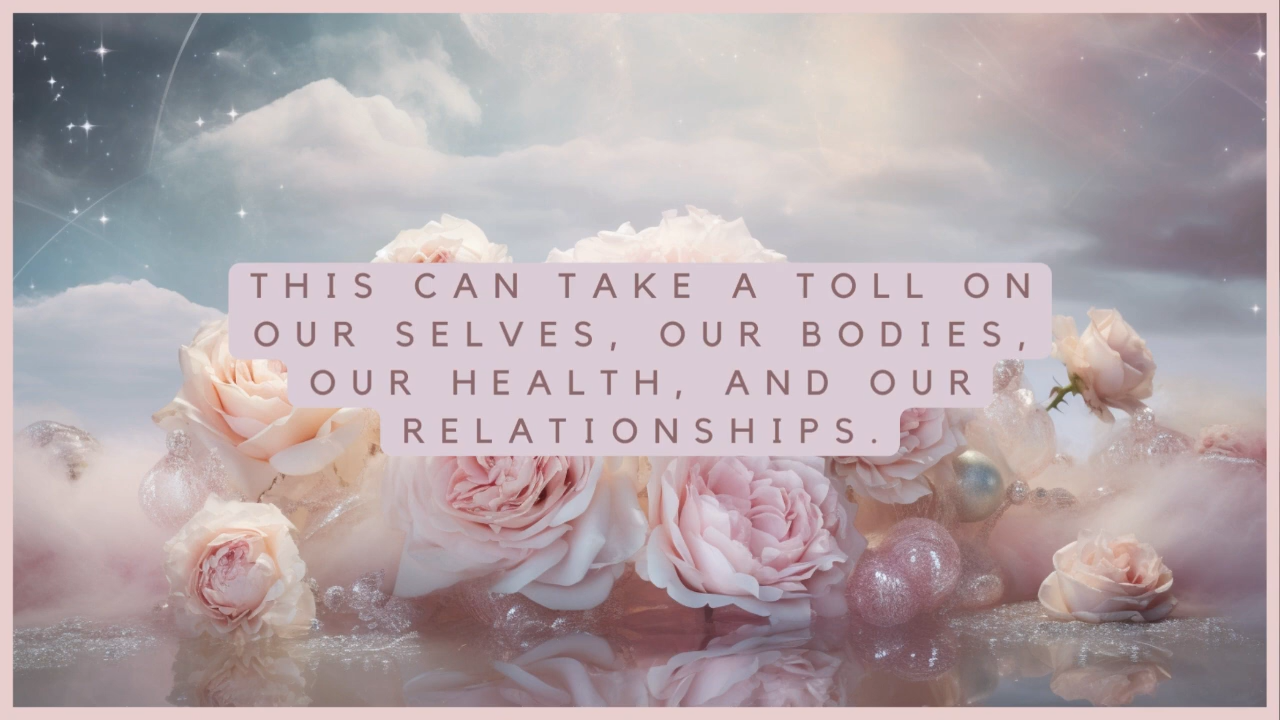 THIS CAN TAKE A TOLL ON
OUR SELVES, OUR BODIES,
OUR HEALTH, AND OUR
RELATIONSHIPS.